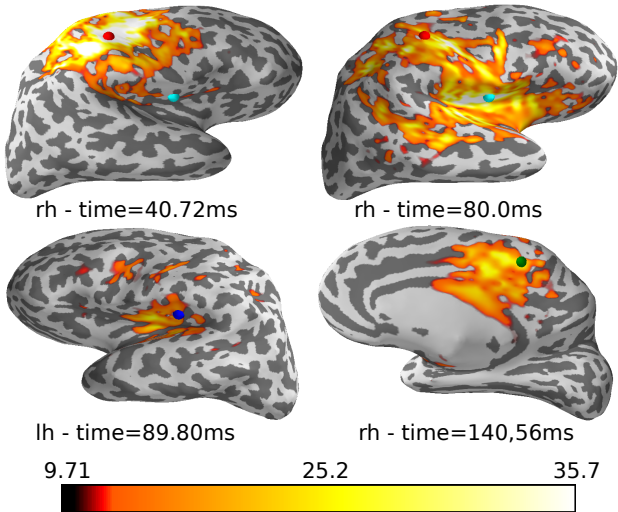 rh - time=40.72ms
rh - time=80.0ms
lh - time=89.80ms
rh - time=140,56ms
9.71 25.2 35.7